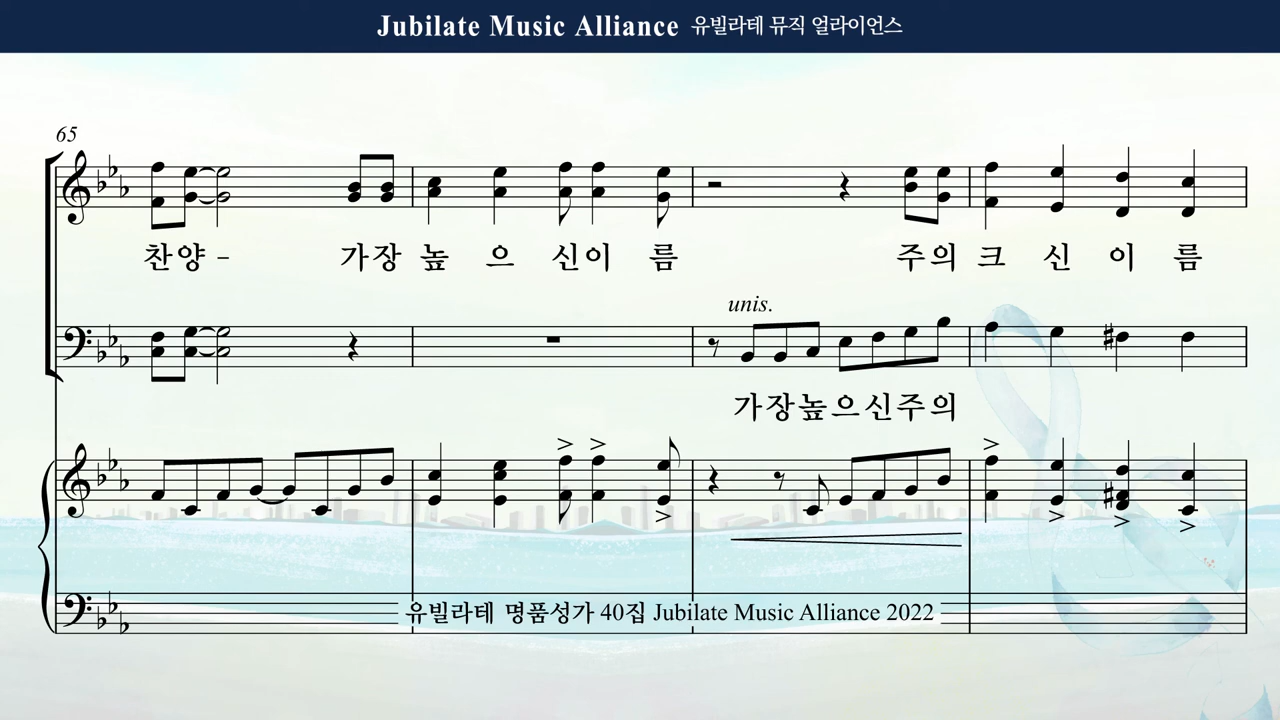 Jubilate Music Alliance 유빌라테 뮤직 얼라이언스
65
찬양 - 가장 높 으 신이 름 주의 크 신 이 름
unis.
가장높으신주의
유빌라테 명품성가 40집 Jubilate Music Alliance 2022